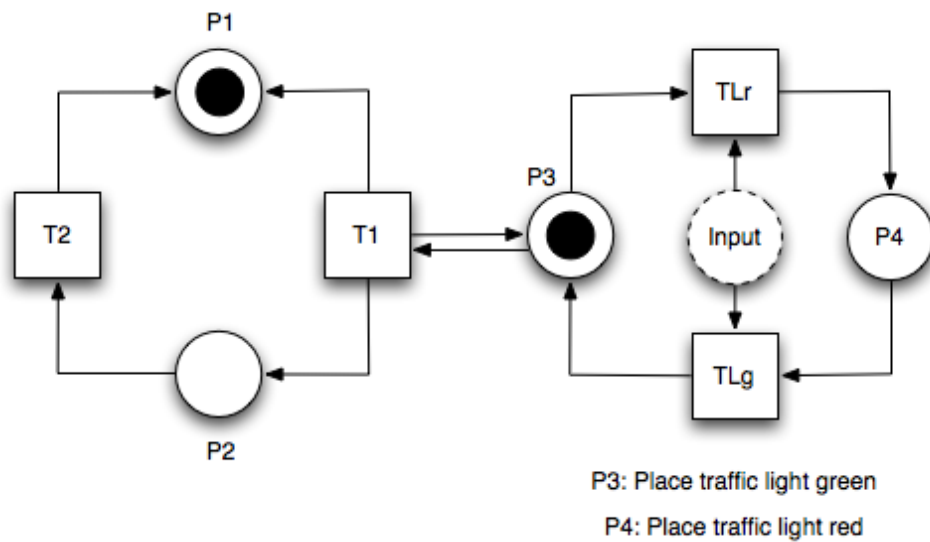 P1
TLr
P3
T2
T1
Input
P4
TLg
P2
P3: Place traffic light green
P4: Place traffic light red